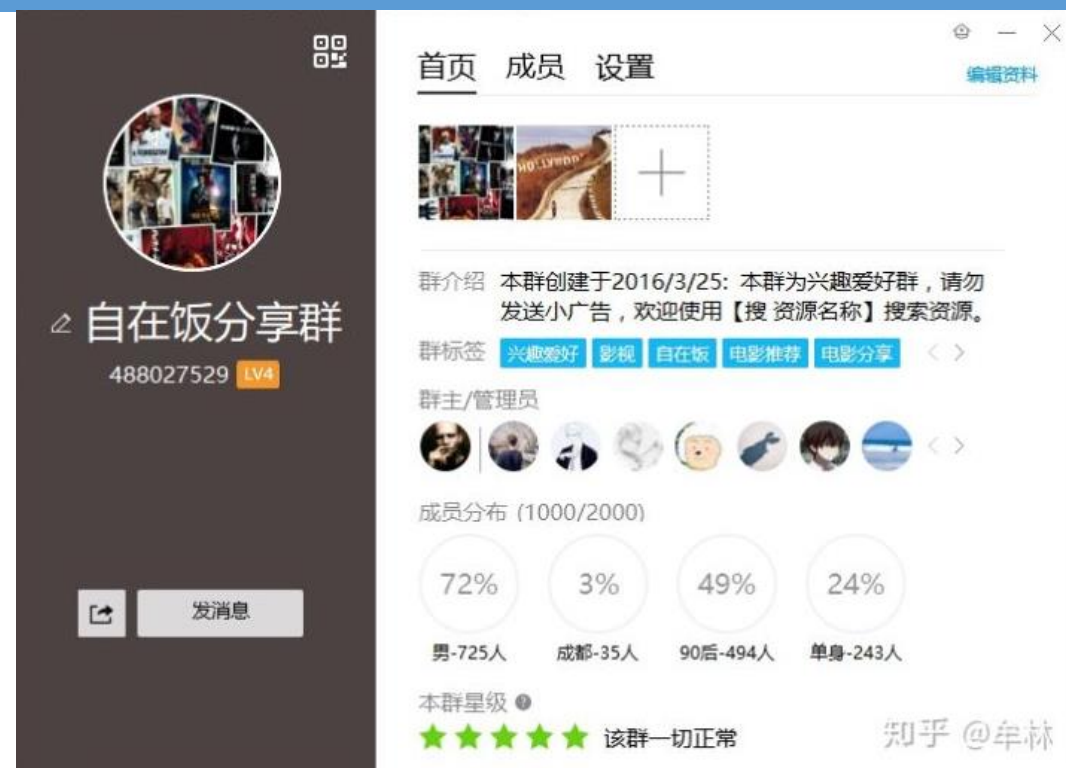 自在饭分享群
488027529 LV4
发消息
首页 成员 设置
编辑资料
HOLLYWOOD
群介绍 本群创建于2016/3/25: 本群为兴趣爱好群，请勿
发送小广告，欢迎使用【搜 资源名称】搜索资源。
群标签 兴趣爱好 影视 自在饭 电影推荐 电影分享
群主/管理员
成员分布 (1000/2000)
72% 3% 49% 24%
男-725人 成都-35人 90后-494人 单身-243人
本群星级 ?
该群一切正常
知乎 @牟林